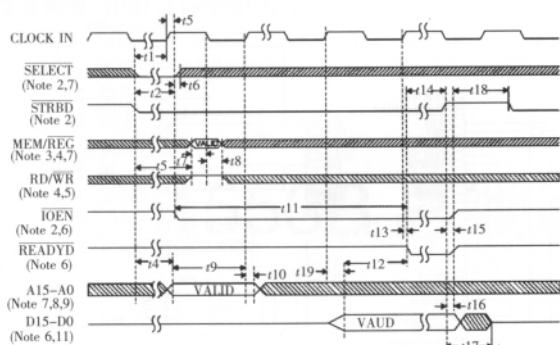 CLOCK IN
t5
t1
SELECT
(Note 2,7)
t2
t6
STRBD
(Note 2)
t14
t18
MEM/REG
(Note 3,4,7)
VALID
t7
t8
t5
RD/WR
(Note 4,5)
t11
IOEN
(Note 2,6)
t13
t15
READYD
(Note 6)
t4
t9
t10
t19
t12
A15-A0
(7,8,9)
VALID
t16
D15-D0
(Note 6,11)
VAUD
t17